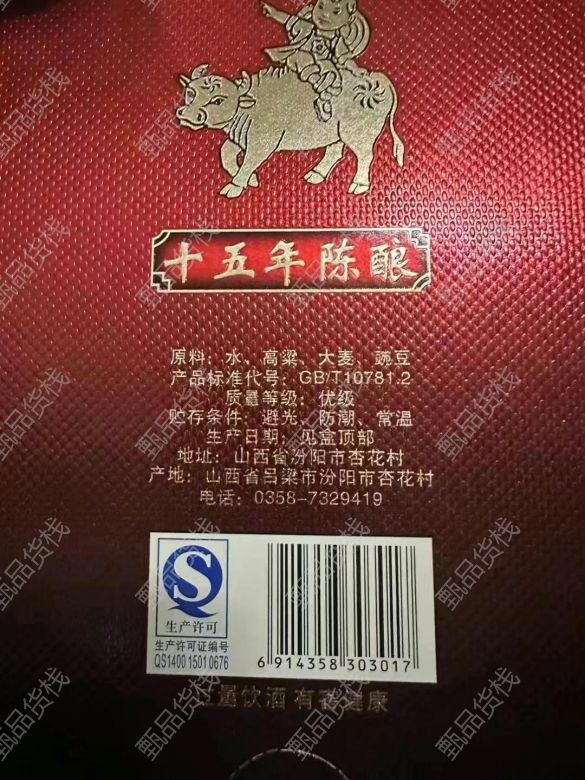 十五年陈酿
原料：水、高粱、大麦、豌豆
产品标准代号：GB/T10781.2
质量等级：优级
贮存条件：避光、防潮、常温
生产日期：见盒顶部
地址：山西省汾阳市杏花村
产地：山西省吕梁市汾阳市杏花村
电话：0358-7329419
生产许可
生产许可证编号
QS1400 1501 0676
6 914358 303017
量饮酒 有 健康
甄品货栈